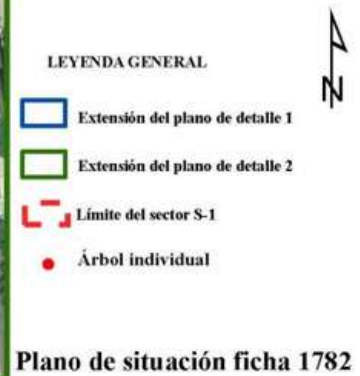 N
LEYENDA GENERAL
Extensión del plano de detalle 1
Extensión del plano de detalle 2
Límite del sector S-1
Árbol individual
Plano de situación ficha 1782